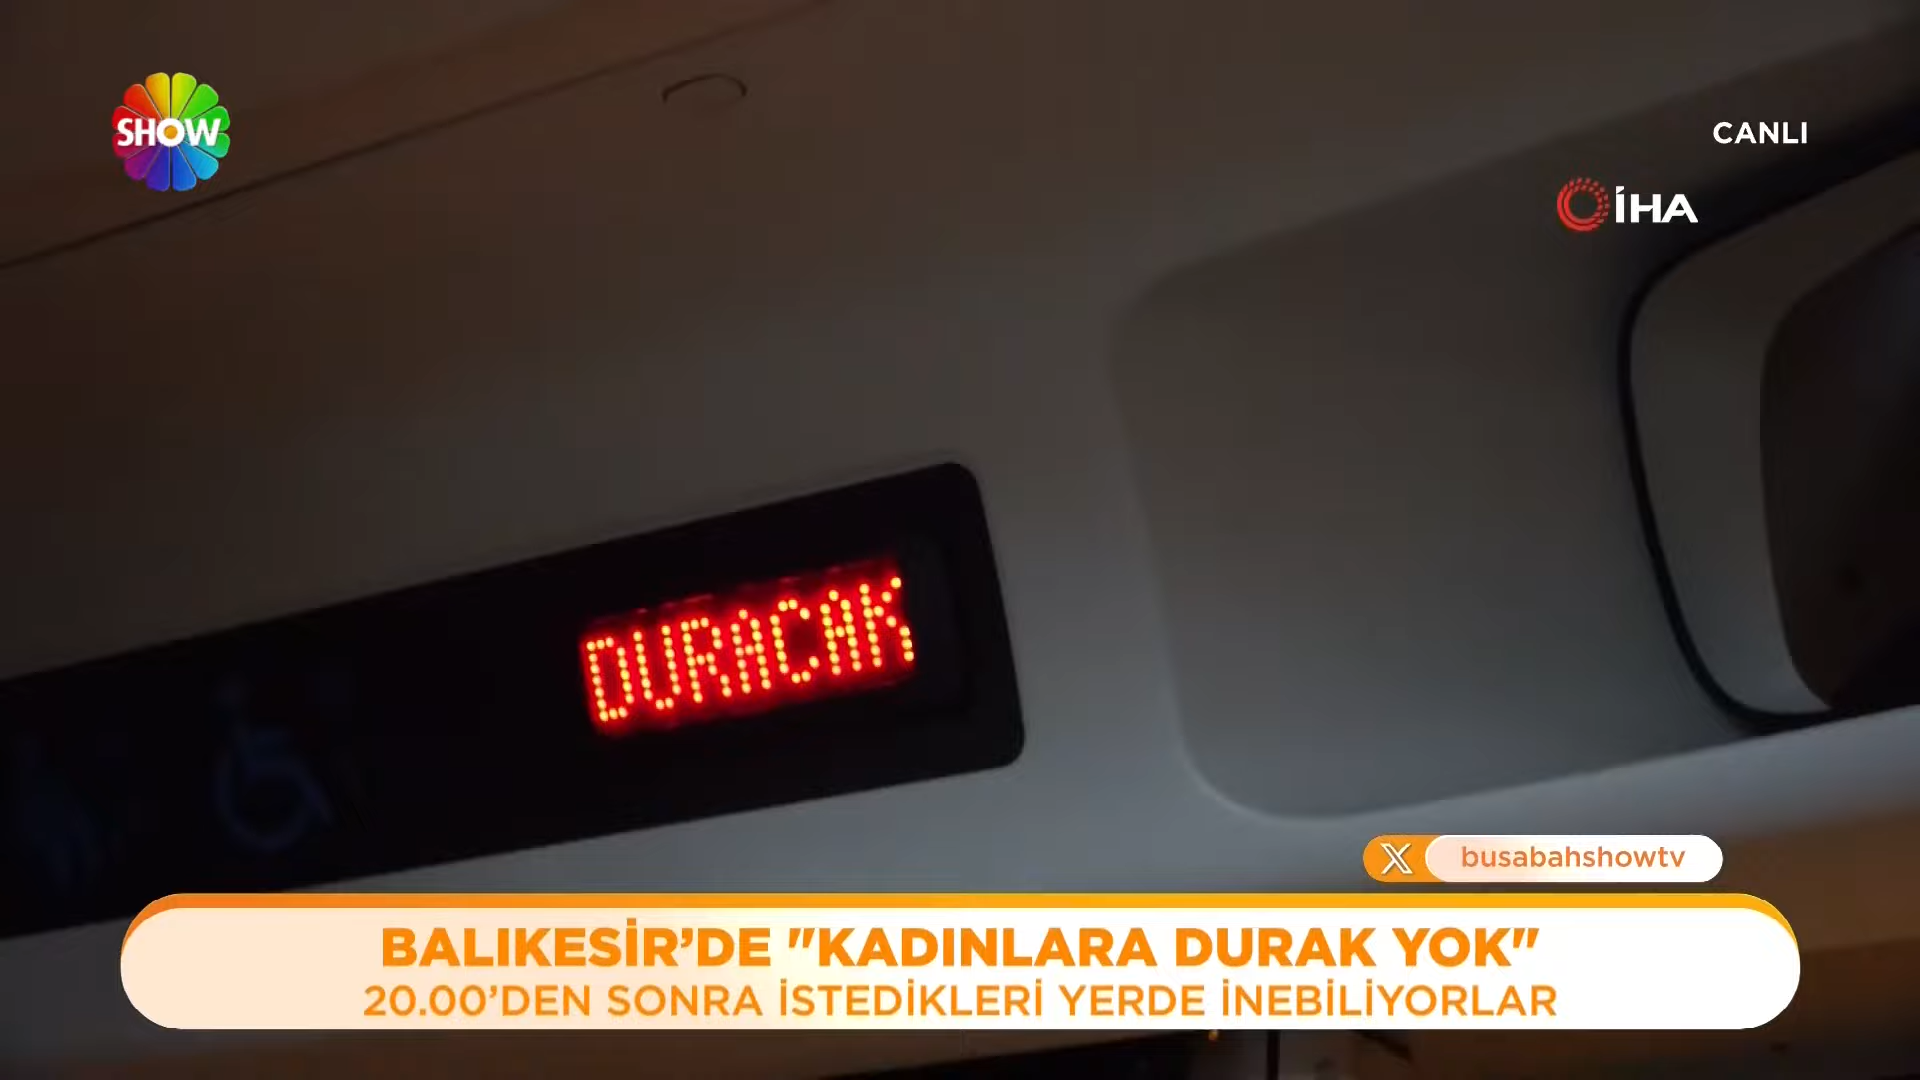 SHOW
CANLI
İHA
DURACAK
busabahshowtv
BALIKESİR’DE "KADINLARA DURAK YOK"
20.00’DEN SONRA İSTEDİKLERİ YERDE İNEBİLİYORLAR